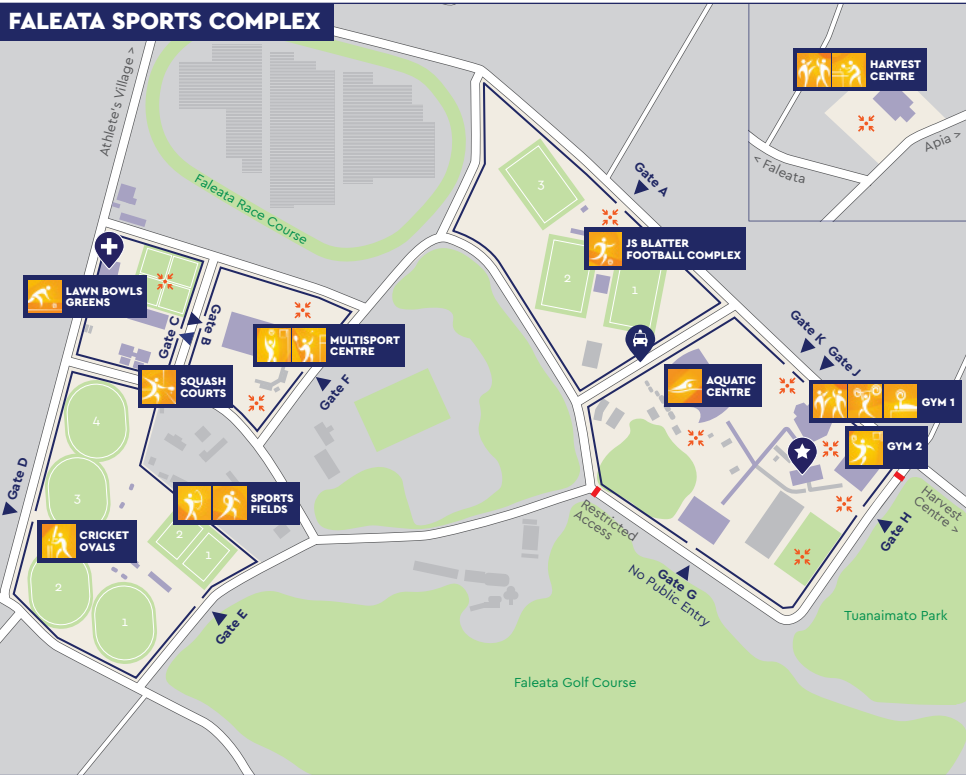 FALEATA SPORTS COMPLEX
Athlete's Village >
HARVEST
CENTRE
Apia >
< Faleata
Faleata Race Course
3
Gate A
JS BLATTER
FOOTBALL COMPLEX
2
1
LAWN BOWLS
GREENS
Gate C
Gate B
MULTISPORT
CENTRE
Gate F
SQUASH
COURTS
Gate K
Gate J
AQUATIC
CENTRE
GYM 1
GYM 2
4
3
Gate D
SPORTS
FIELDS
2
1
CRICKET
OVALS
2
1
Gate E
Restricted
Access
Gate G
No Public Entry
Gate H
Harvest
Centre >
Tuanaimato Park
Faleata Golf Course